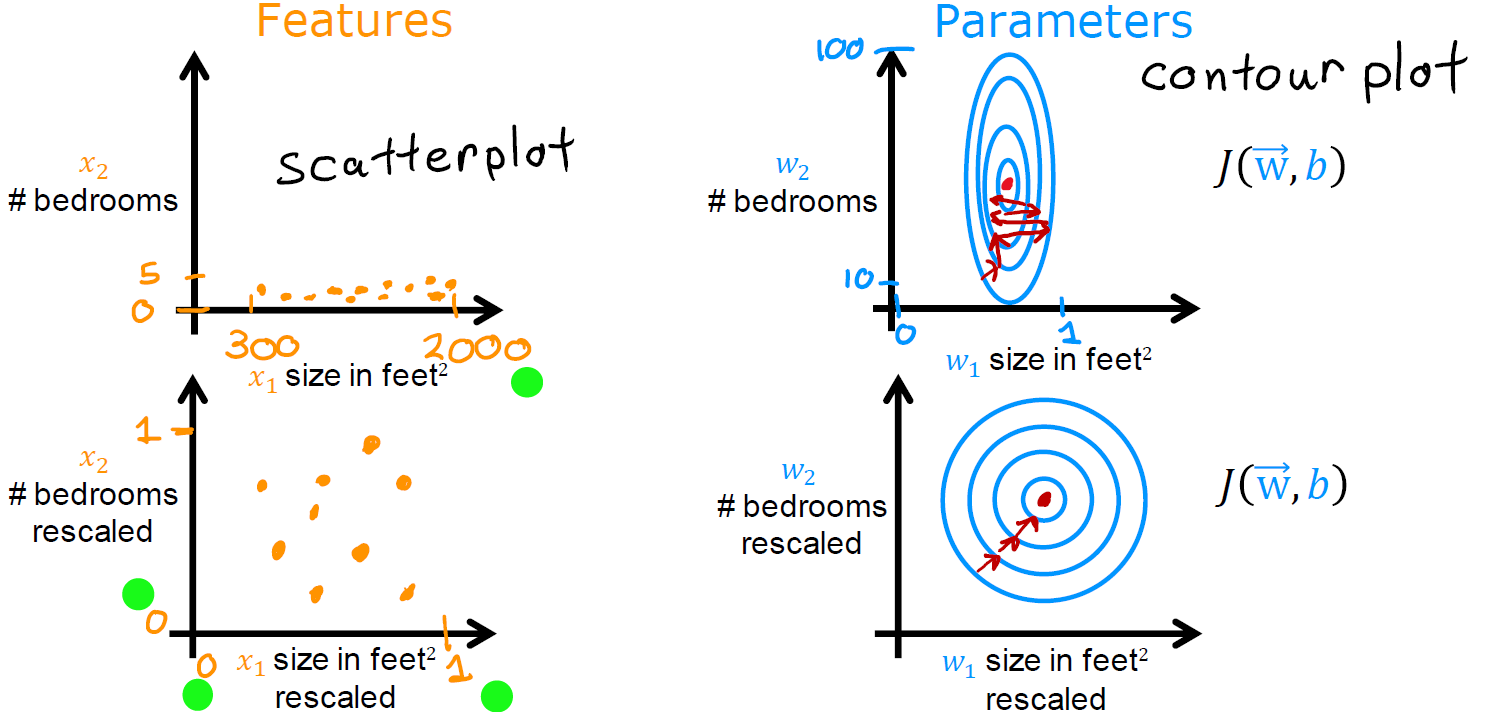 Features
scatterplot
x₂
# bedrooms
5
0
300
2000
x₁ size in feet²
1
x₂
# bedrooms
rescaled
0
0
x₁ size in feet²
1
rescaled
Parameters
contour plot
100
w₂
# bedrooms
J(w⃗, b)
10
0
1
w₁ size in feet²
w₂
# bedrooms
rescaled
J(w⃗, b)
w₁ size in feet²
rescaled